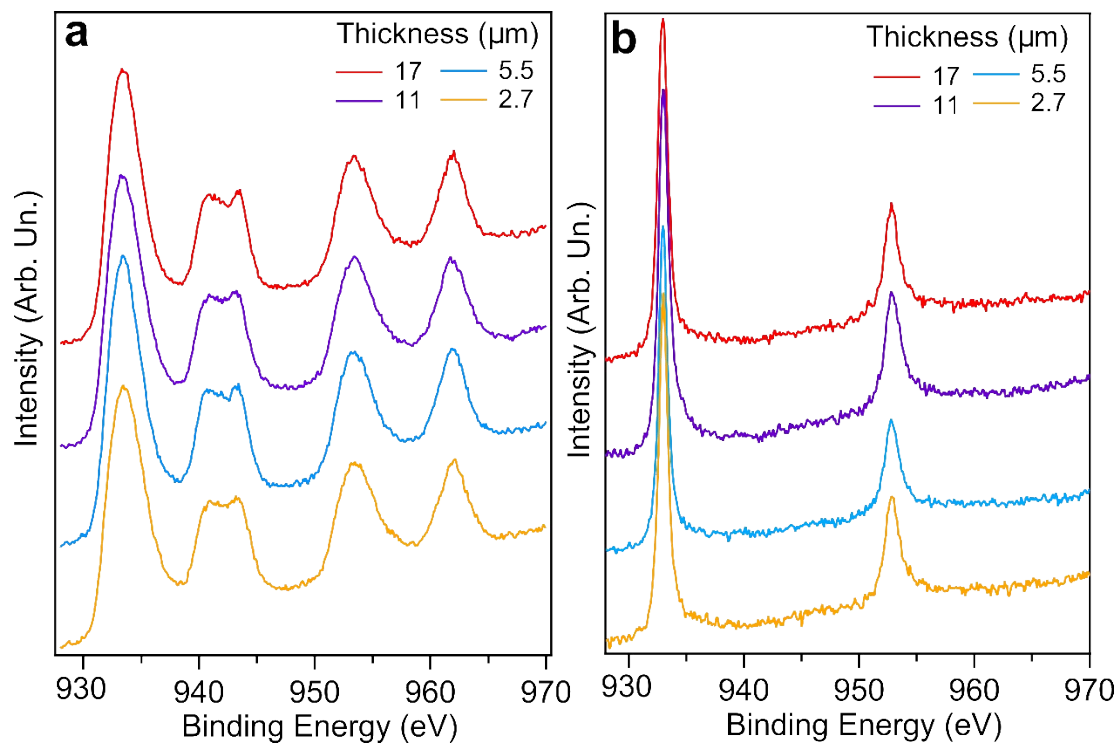 a
Thickness (µm)
17 5.5
11 2.7
Intensity (Arb. Un.)
930 940 950 960 970
Binding Energy (eV)
b
Thickness (µm)
17 5.5
11 2.7
Intensity (Arb. Un.)
930 940 950 960 970
Binding Energy (eV)